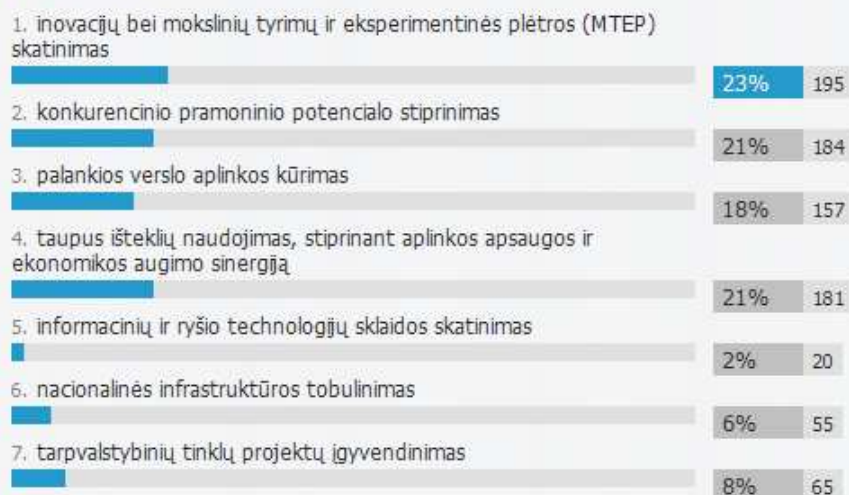 1. inovacijų bei mokslinių tyrimų ir eksperimentinės plėtros (MTEP)
skatinimas
23% 195
2. konkurencinio pramoninio potencialo stiprinimas
21% 184
3. palankios verslo aplinkos kūrimas
18% 157
4. taupus išteklių naudojimas, stiprinant aplinkos apsaugos ir
ekonomikos augimo sinergiją
21% 181
5. informacinių ir ryšio technologijų sklaidos skatinimas
2% 20
6. nacionalinės infrastruktūros tobulinimas
6% 55
7. tarpvalstybinių tinklų projektų įgyvendinimas
8% 65